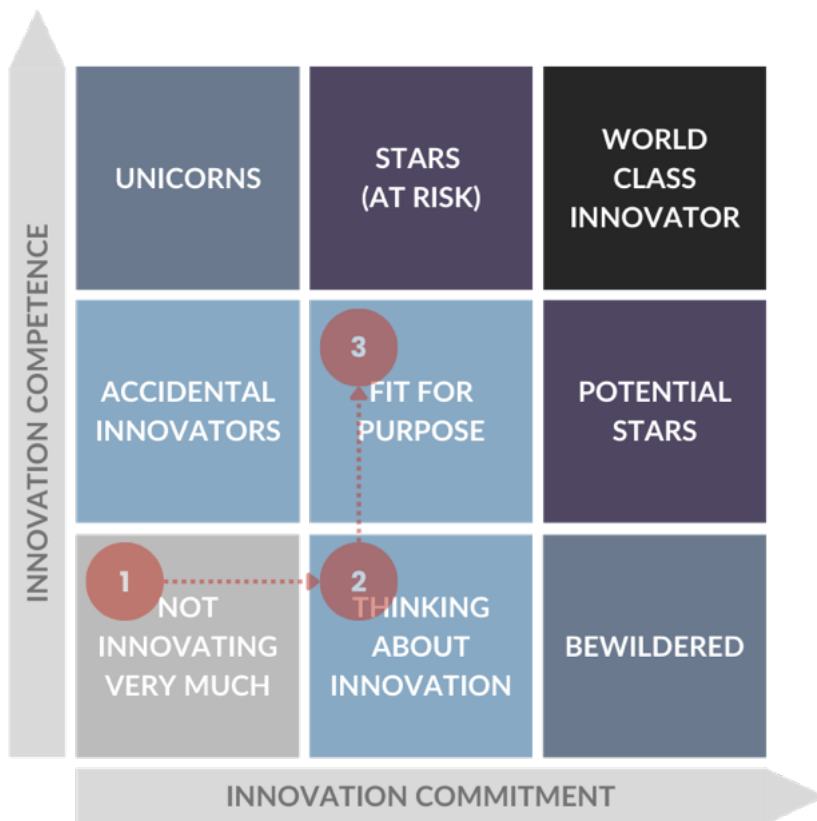 UNICORNS
STARS
(AT RISK)
WORLD
CLASS
INNOVATOR
INNOVATION COMPETENCE
ACCIDENTAL
INNOVATORS
3
FIT FOR
PURPOSE
POTENTIAL
STARS
1
NOT
INNOVATING
VERY MUCH
2
THINKING
ABOUT
INNOVATION
BEWILDERED
INNOVATION COMMITMENT